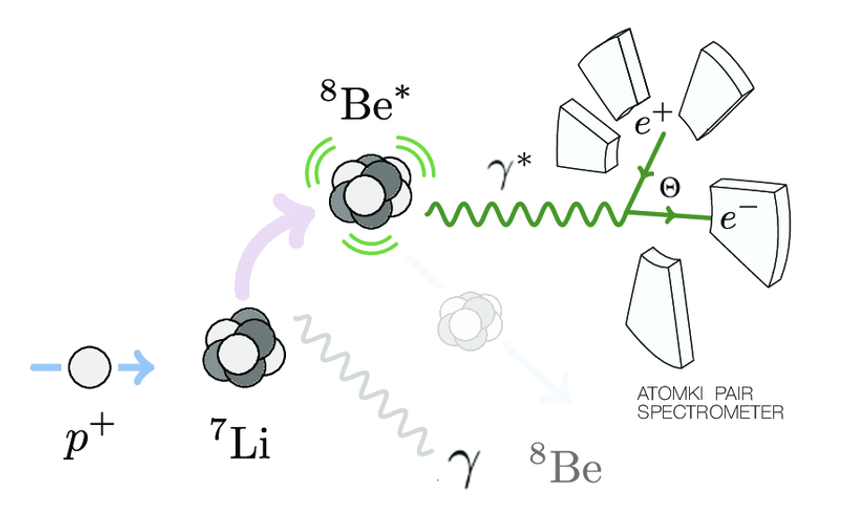 ⁸Be*
e⁺
γ*
Θ
e⁻
ATOMKI PAIR
SPECTROMETER
p⁺
⁷Li
γ
⁸Be